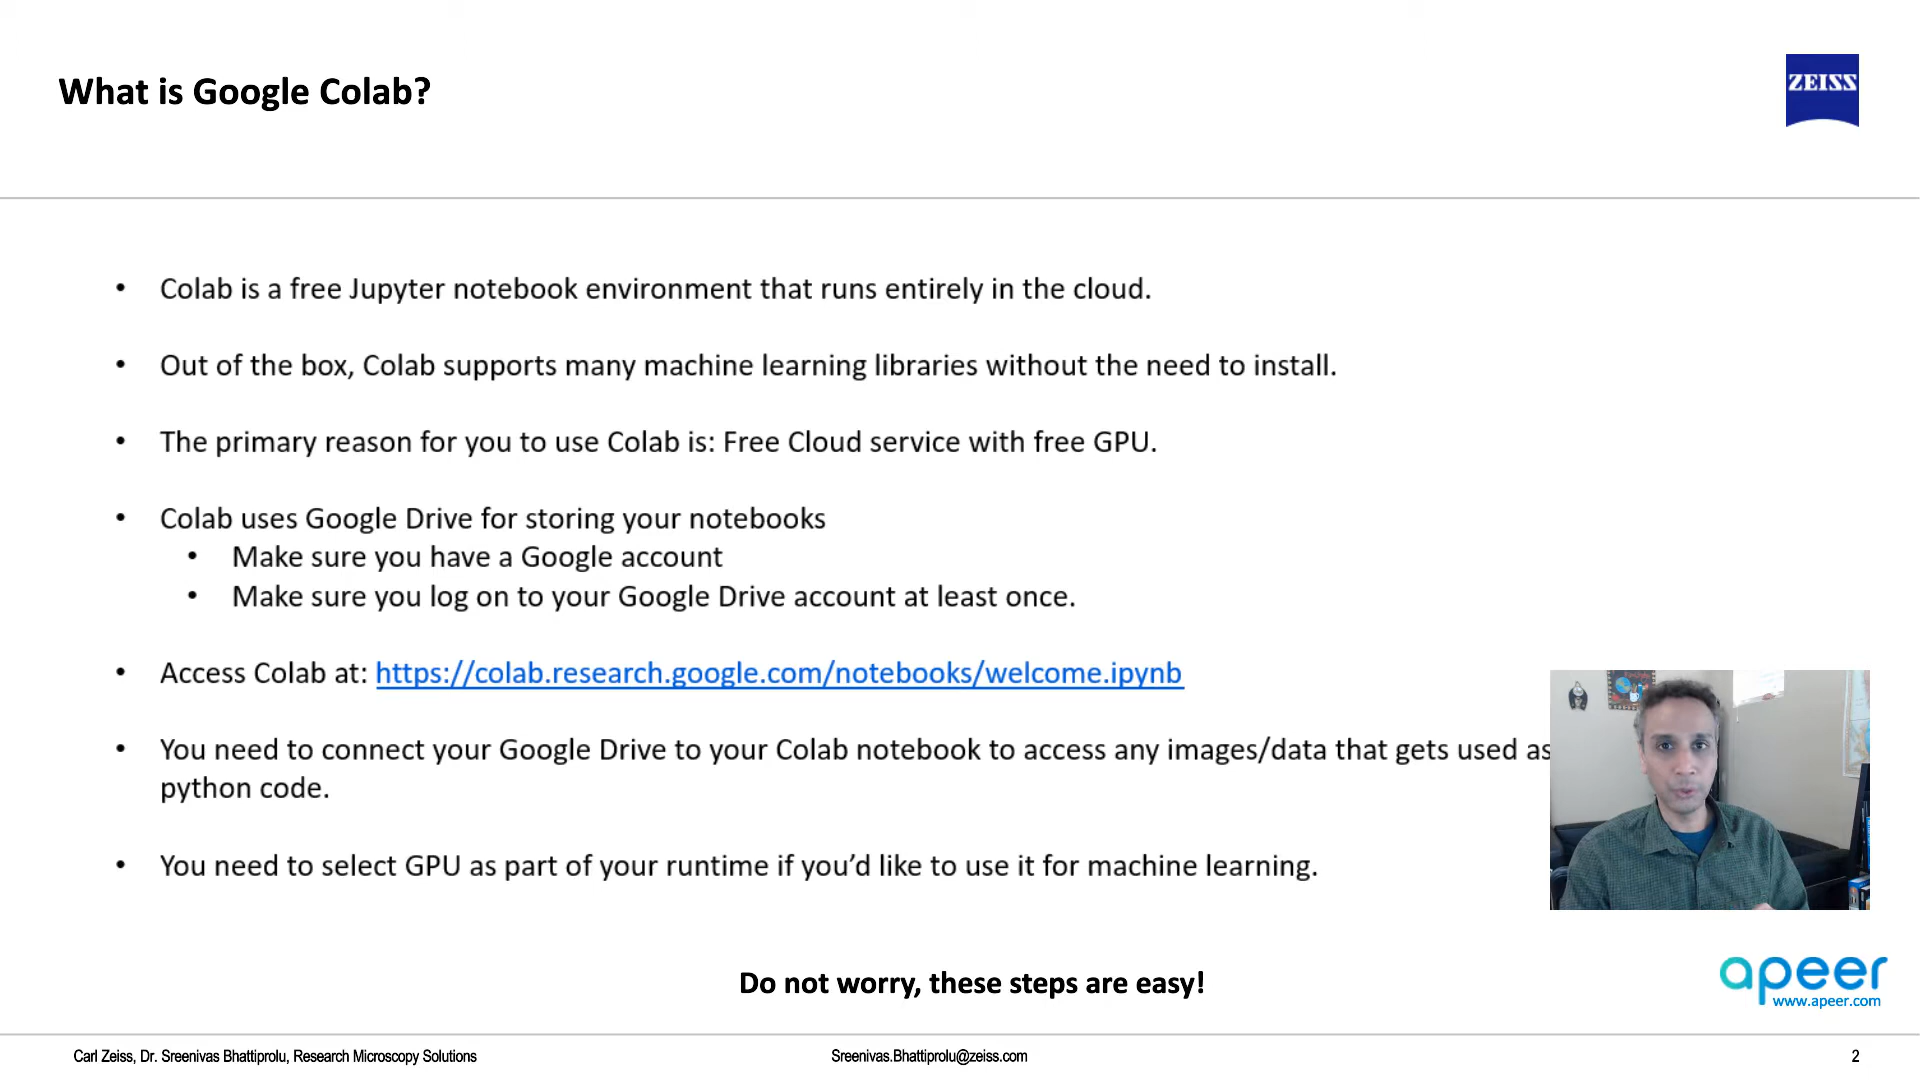 What is Google Colab?
ZEISS
• Colab is a free Jupyter notebook environment that runs entirely in the cloud.
• Out of the box, Colab supports many machine learning libraries without the need to install.
• The primary reason for you to use Colab is: Free Cloud service with free GPU.
• Colab uses Google Drive for storing your notebooks
• Make sure you have a Google account
• Make sure you log on to your Google Drive account at least once.
• Access Colab at: https://colab.research.google.com/notebooks/welcome.ipynb
• You need to connect your Google Drive to your Colab notebook to access any images/data that gets used as
python code.
• You need to select GPU as part of your runtime if you’d like to use it for machine learning.
Do not worry, these steps are easy!
apeer
www.apeer.com
Carl Zeiss, Dr. Sreenivas Bhattiprolu, Research Microscopy Solutions
Sreenivas.Bhattiprolu@zeiss.com
2